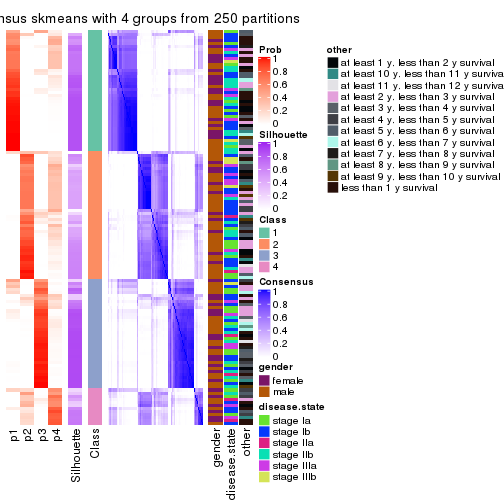 nsus skmeans with 4 groups from 250 partitions
Prob
1
0.8
0.6
0.4
0.2
0
Silhouette
1
0.8
0.6
0.4
0.2
0
Class
1
2
3
4
Consensus
1
0.8
0.6
0.4
0.2
0
gender
female
male
disease.state
stage Ia
stage Ib
stage IIa
stage IIb
stage IIIa
stage IIIb
other
at least 1 y. less than 2 y survival
at least 10 y. less than 11 y surviva
at least 11 y. less than 12 y surviva
at least 2 y. less than 3 y survival
at least 3 y. less than 4 y survival
at least 4 y. less than 5 y survival
at least 5 y. less than 6 y survival
at least 6 y. less than 7 y survival
at least 7 y. less than 8 y survival
at least 8 y. less than 9 y survival
at least 9 y. less than 10 y survival
less than 1 y survival
p1
p2
p3
p4
Silhouette
Class
gender
disease.state
other